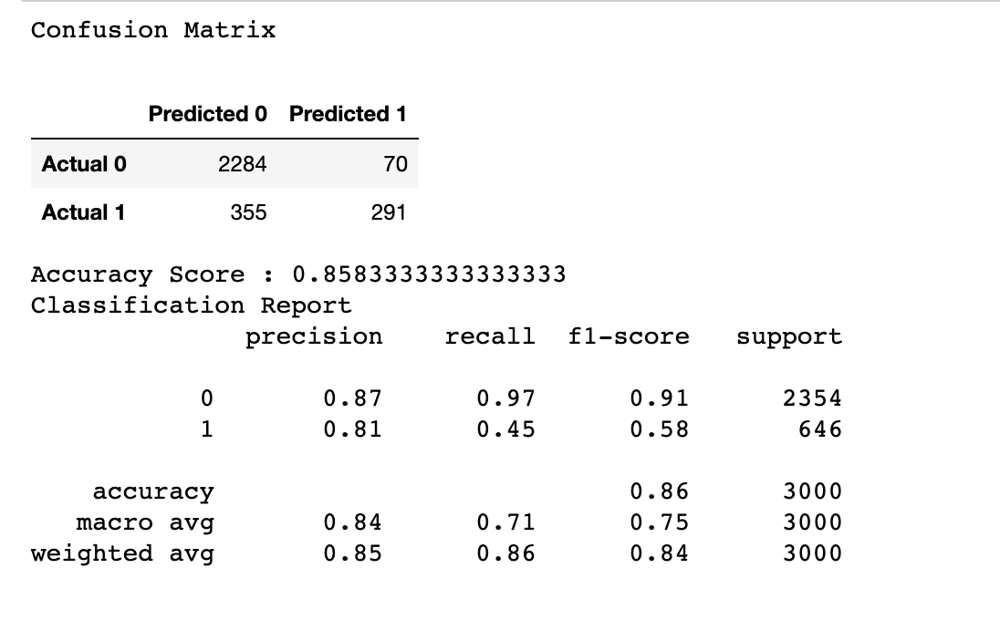 Confusion Matrix
Predicted 0 Predicted 1
Actual 0 2284 70
Actual 1 355 291
Accuracy Score : 0.8583333333333333
Classification Report
precision recall f1-score support
0 0.87 0.97 0.91 2354
1 0.81 0.45 0.58 646
accuracy 0.86 3000
macro avg 0.84 0.71 0.75 3000
weighted avg 0.85 0.86 0.84 3000